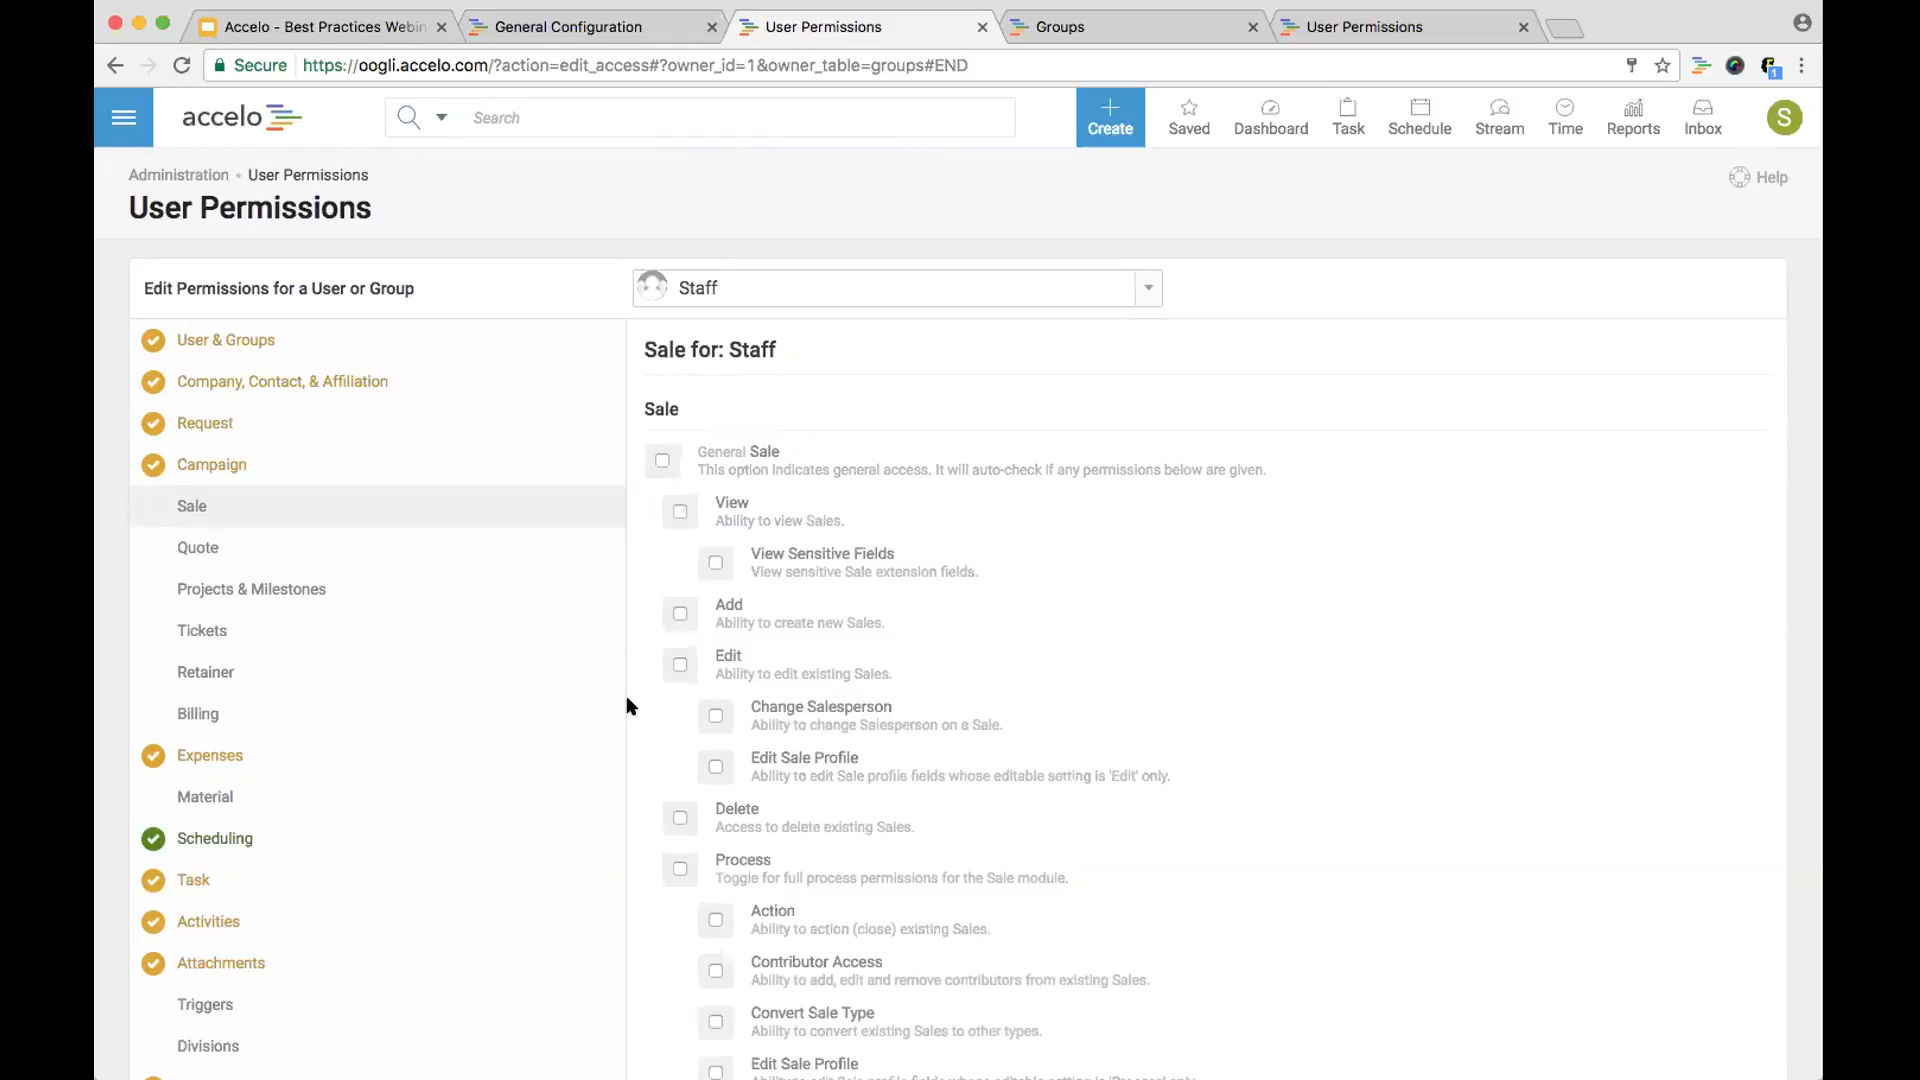 Accelo - Best Practices Webin
General Configuration
User Permissions
Groups
User Permissions
Secure
https://oogli.accelo.com/?action=edit_access#?owner_id=1&owner_table=groups#END
1
accelo
Search
Create
Saved
Dashboard
Task
Schedule
Stream
Time
Reports
Inbox
S
Administration
User Permissions
Help
User Permissions
Edit Permissions for a User or Group
Staff
User & Groups
Company, Contact, & Affiliation
Request
Campaign
Sale
Quote
Projects & Milestones
Tickets
Retainer
Billing
Expenses
Material
Scheduling
Task
Activities
Attachments
Triggers
Divisions
Sale for: Staff
Sale
General Sale
This option indicates general access. It will auto-check if any permissions below are given.
View
Ability to view Sales.
View Sensitive Fields
View sensitive Sale extension fields.
Add
Ability to create new Sales.
Edit
Ability to edit existing Sales.
Change Salesperson
Ability to change Salesperson on a Sale.
Edit Sale Profile
Ability to edit Sale profile fields whose editable setting is 'Edit' only.
Delete
Access to delete existing Sales.
Process
Toggle for full process permissions for the Sale module.
Action
Ability to action (close) existing Sales.
Contributor Access
Ability to add, edit and remove contributors from existing Sales.
Convert Sale Type
Ability to convert existing Sales to other types.
Edit Sale Profile